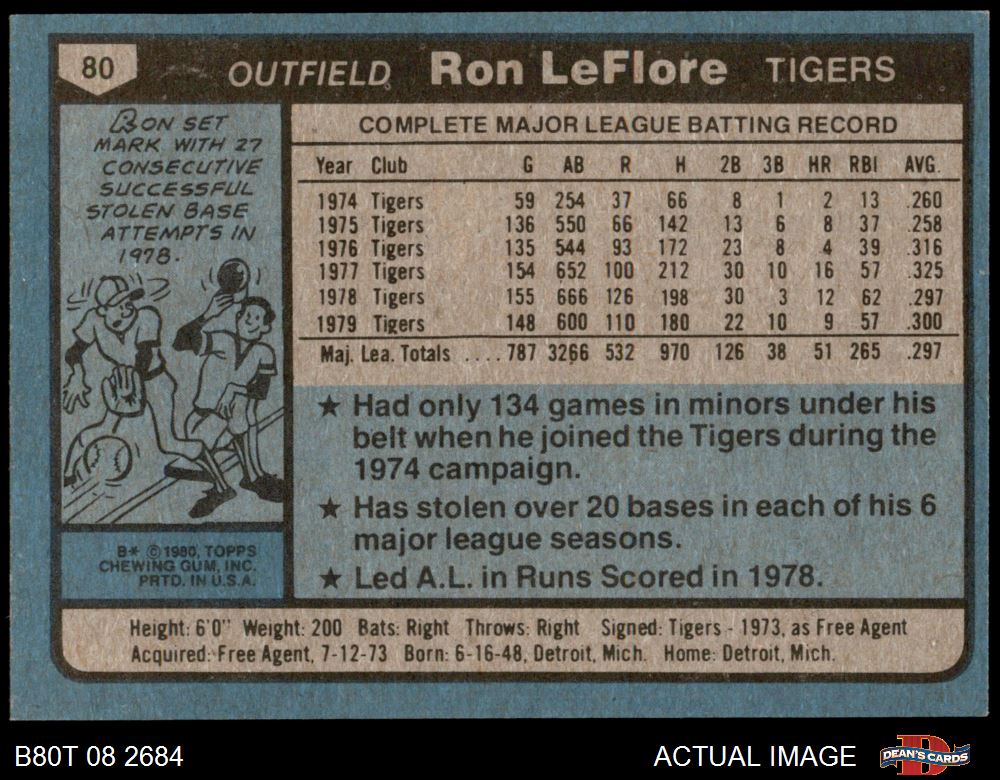 80 OUTFIELD Ron LeFlore TIGERS
RON SET
MARK WITH 27
CONSECUTIVE
SUCCESSFUL
STOLEN BASE
ATTEMPTS IN
1978.
B* © 1980, TOPPS
CHEWING GUM, INC.
PRTD. IN U.S.A.
COMPLETE MAJOR LEAGUE BATTING RECORD
Year Club G AB R H 2B 3B HR RBI AVG.
1974 Tigers 59 254 37 66 8 1 2 13 .260
1975 Tigers 136 550 66 142 13 6 8 37 .258
1976 Tigers 135 544 93 172 23 8 4 39 .316
1977 Tigers 154 652 100 212 30 10 16 57 .325
1978 Tigers 155 666 126 198 30 3 12 62 .297
1979 Tigers 148 600 110 180 22 10 9 57 .300
Maj. Lea. Totals .... 787 3266 532 970 126 38 51 265 .297
★ Had only 134 games in minors under his
belt when he joined the Tigers during the
1974 campaign.
★ Has stolen over 20 bases in each of his 6
major league seasons.
★ Led A.L. in Runs Scored in 1978.
Height: 6'0" Weight: 200 Bats: Right Throws: Right Signed: Tigers - 1973, as Free Agent
Acquired: Free Agent, 7-12-73 Born: 6-16-48, Detroit, Mich. Home: Detroit, Mich.
B80T 08 2684 ACTUAL IMAGE DEAN'S CARDS